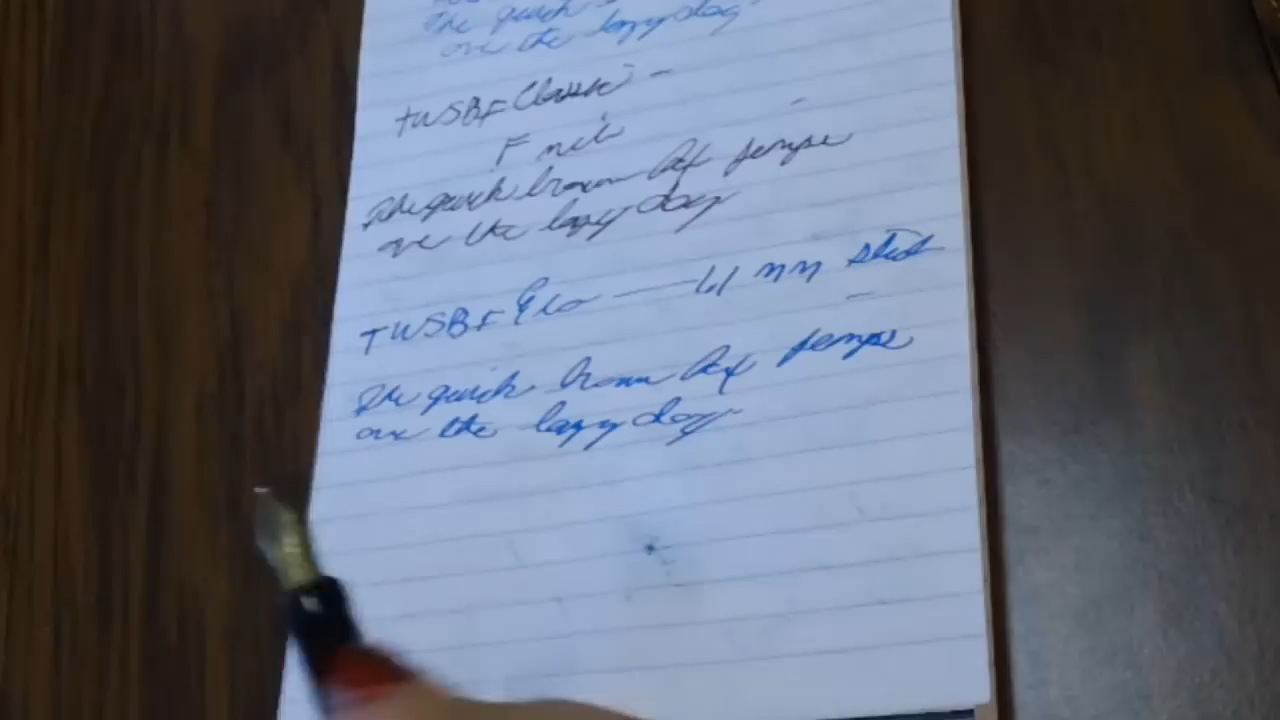 The quick
over the lazy dog
TWSBI Classic -
F nib
The quick brown fox jumps
over the lazy dog
TWSBI Eco — 1.1 mm stub
The quick brown fox jumps
over the lazy dog